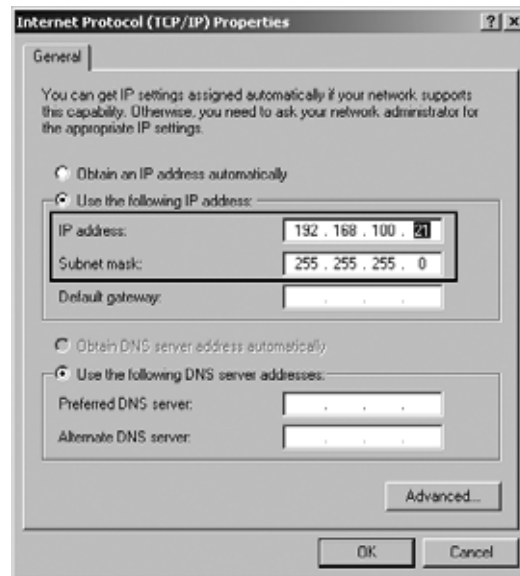 Internet Protocol (TCP/IP) Properties
General
You can get IP settings assigned automatically if your network supports
this capability. Otherwise, you need to ask your network administrator for
the appropriate IP settings.
Obtain an IP address automatically
Use the following IP address:
IP address: 192 . 168 . 100 . 21
Subnet mask: 255 . 255 . 255 . 0
Default gateway: . . .
Obtain DNS server address automatically
Use the following DNS server addresses:
Preferred DNS server: . . .
Alternate DNS server: . . .
Advanced...
OK Cancel